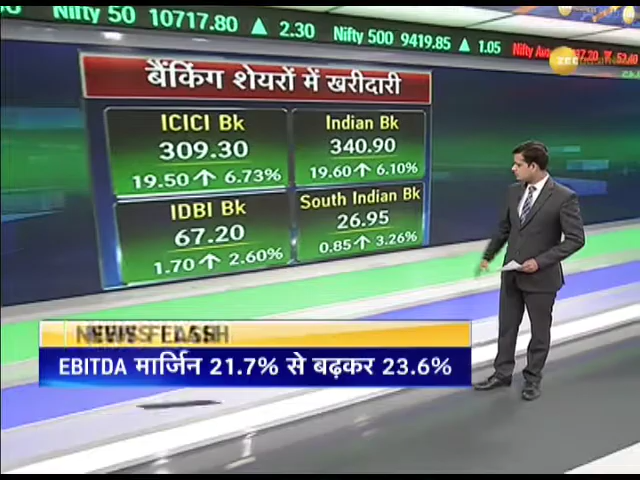 Nifty 50 10717.80 ▲ 2.30 Nifty 500 9419.85 ▲ 1.05
बैंकिंग शेयरों में खरीदारी
ICICI Bk
309.30
19.50 ↑ 6.73%
Indian Bk
340.90
19.60 ↑ 6.10%
IDBI Bk
67.20
1.70 ↑ 2.60%
South Indian Bk
26.95
0.85 ↑ 3.26%
NEWS FLASH
EBITDA मार्जिन 21.7% से बढ़कर 23.6%